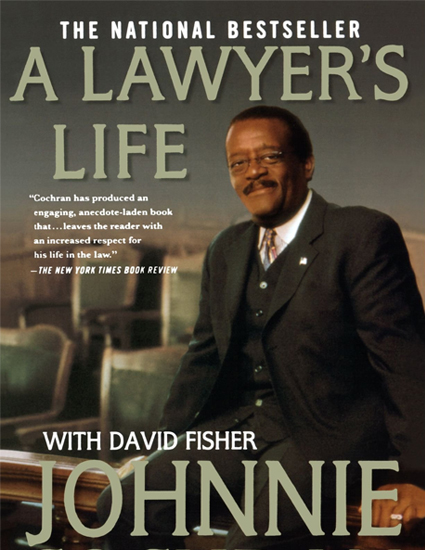 THE NATIONAL BESTSELLER
A LAWYER'S
LIFE
“Cochran has produced an
engaging, anecdote-laden book
that...leaves the reader with
an increased respect for
his life in the law.”
—THE NEW YORK TIMES BOOK REVIEW
WITH DAVID FISHER
JOHNNIE